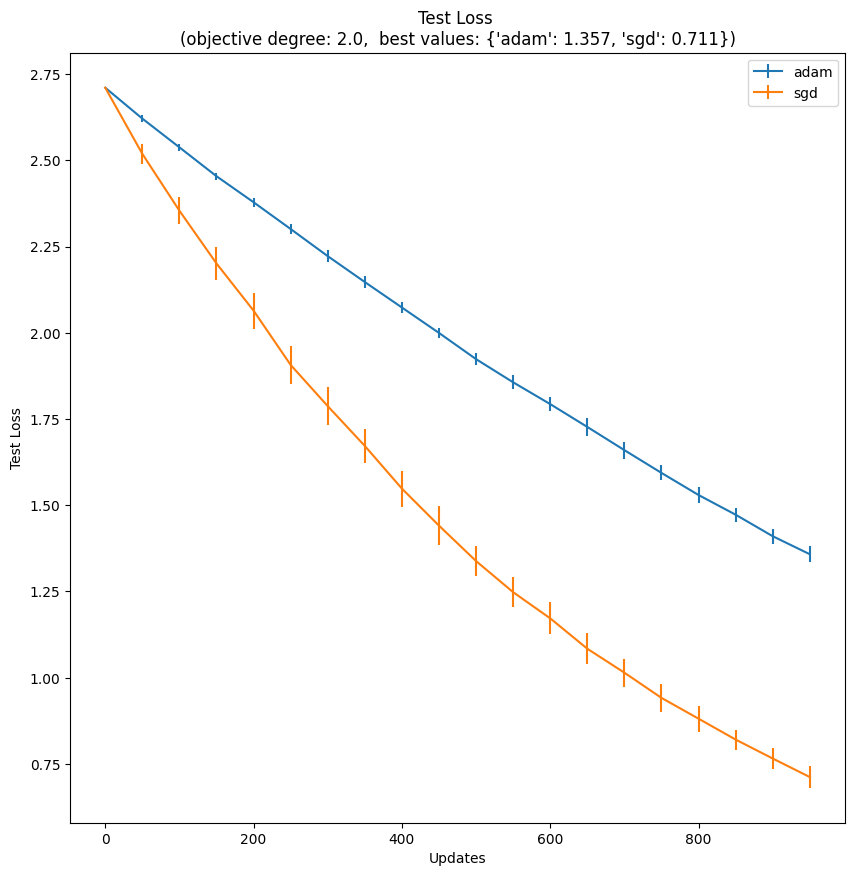 Test Loss
(objective degree: 2.0,  best values: {'adam': 1.357, 'sgd': 0.711})
adam
sgd
2.75
2.50
2.25
2.00
1.75
1.50
1.25
1.00
0.75
Test Loss
0 200 400 600 800
Updates